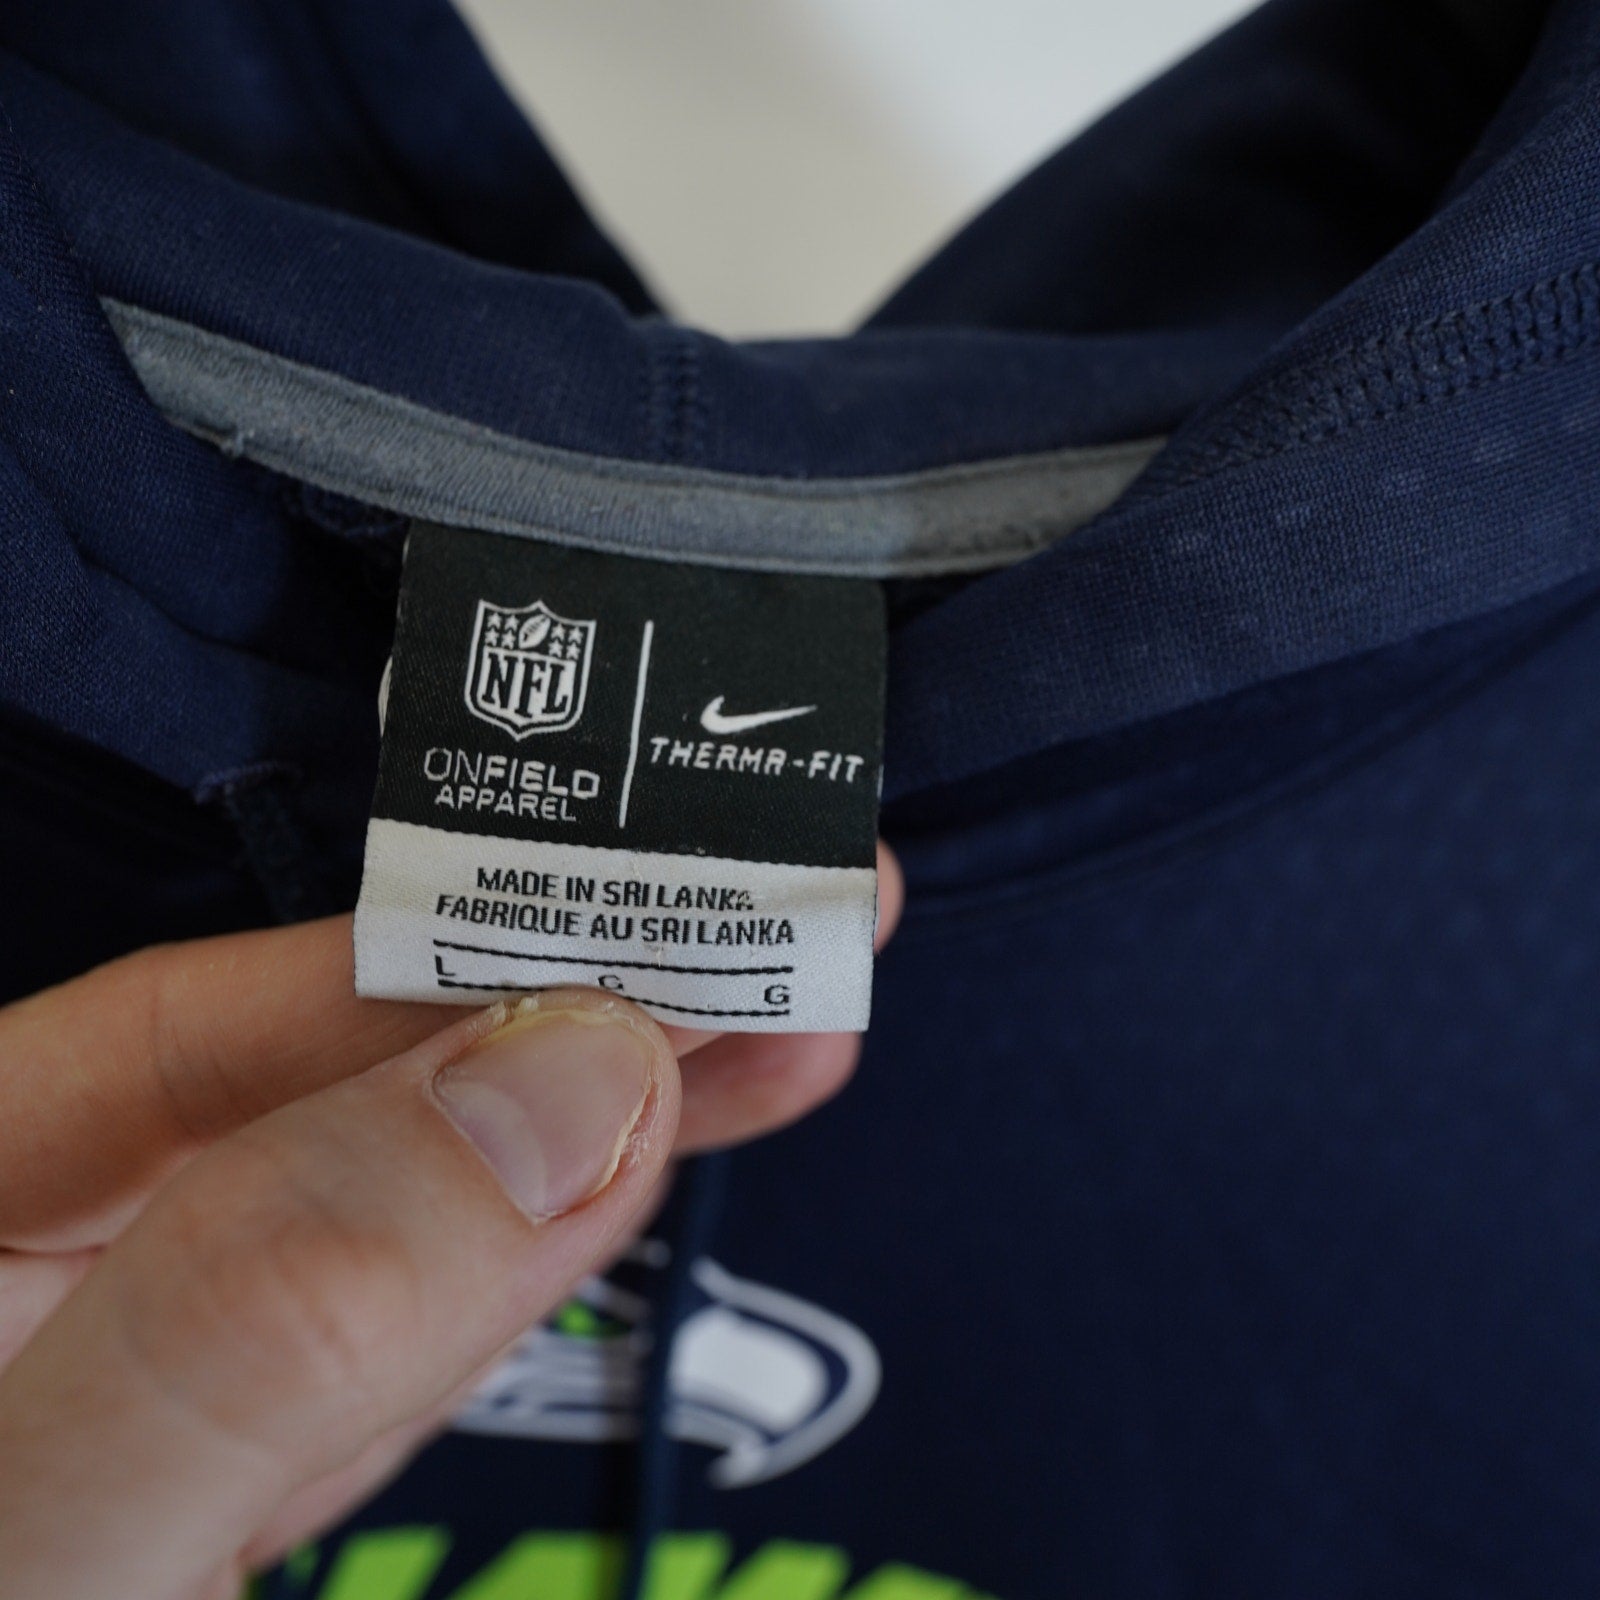 NFL
ONFIELD
APPAREL
THERMA-FIT
MADE IN SRI LANKA
FABRIQUE AU SRI LANKA
L G G